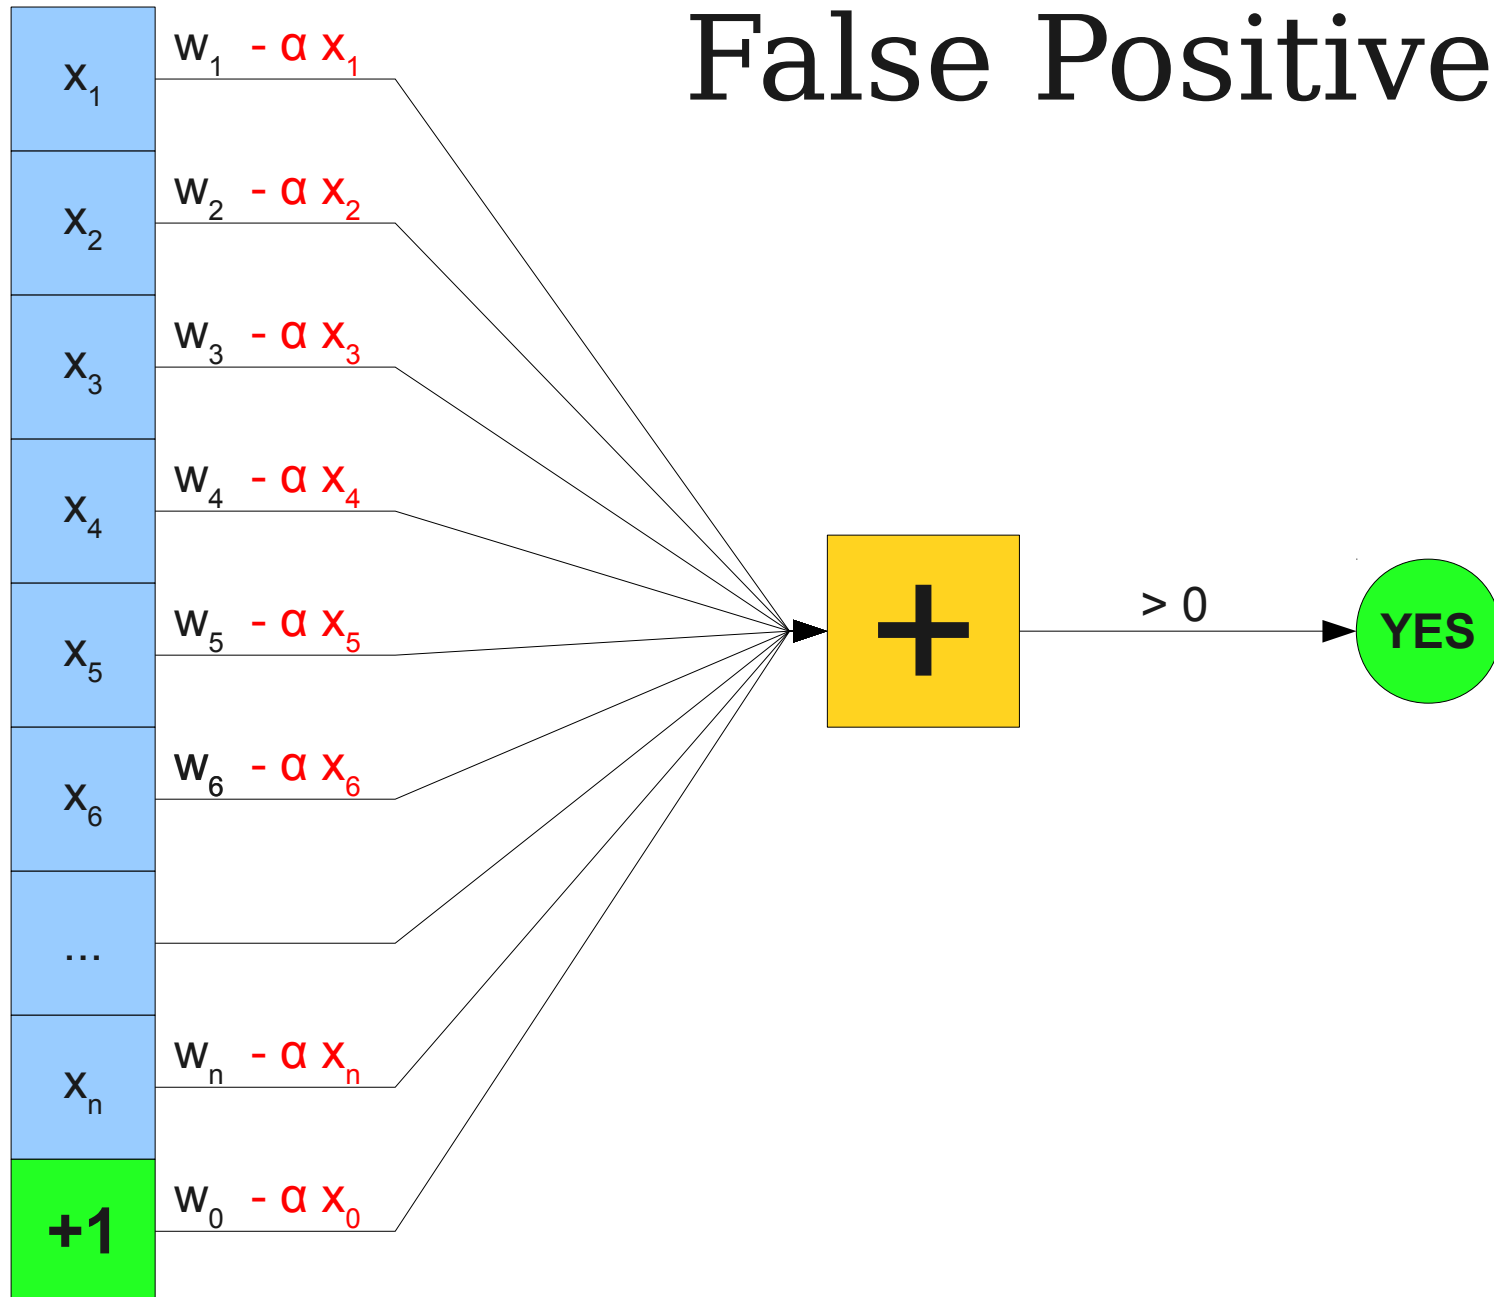 False Positive
x₁ w₁ - α x₁
x₂ w₂ - α x₂
x₃ w₃ - α x₃
x₄ w₄ - α x₄
x₅ w₅ - α x₅
+ > 0 YES
x₆ w₆ - α x₆
...
xₙ wₙ - α xₙ
+1 w₀ - α x₀